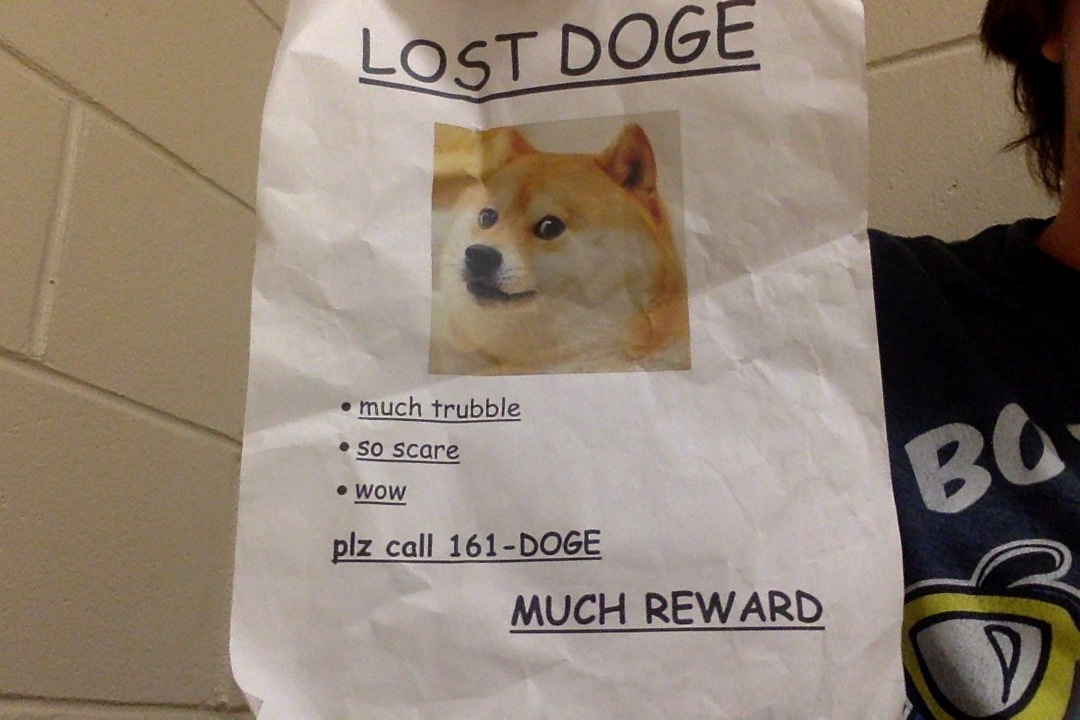 LOST DOGE
• much trubble
• so scare
• wow
plz call 161-DOGE
MUCH REWARD
BO